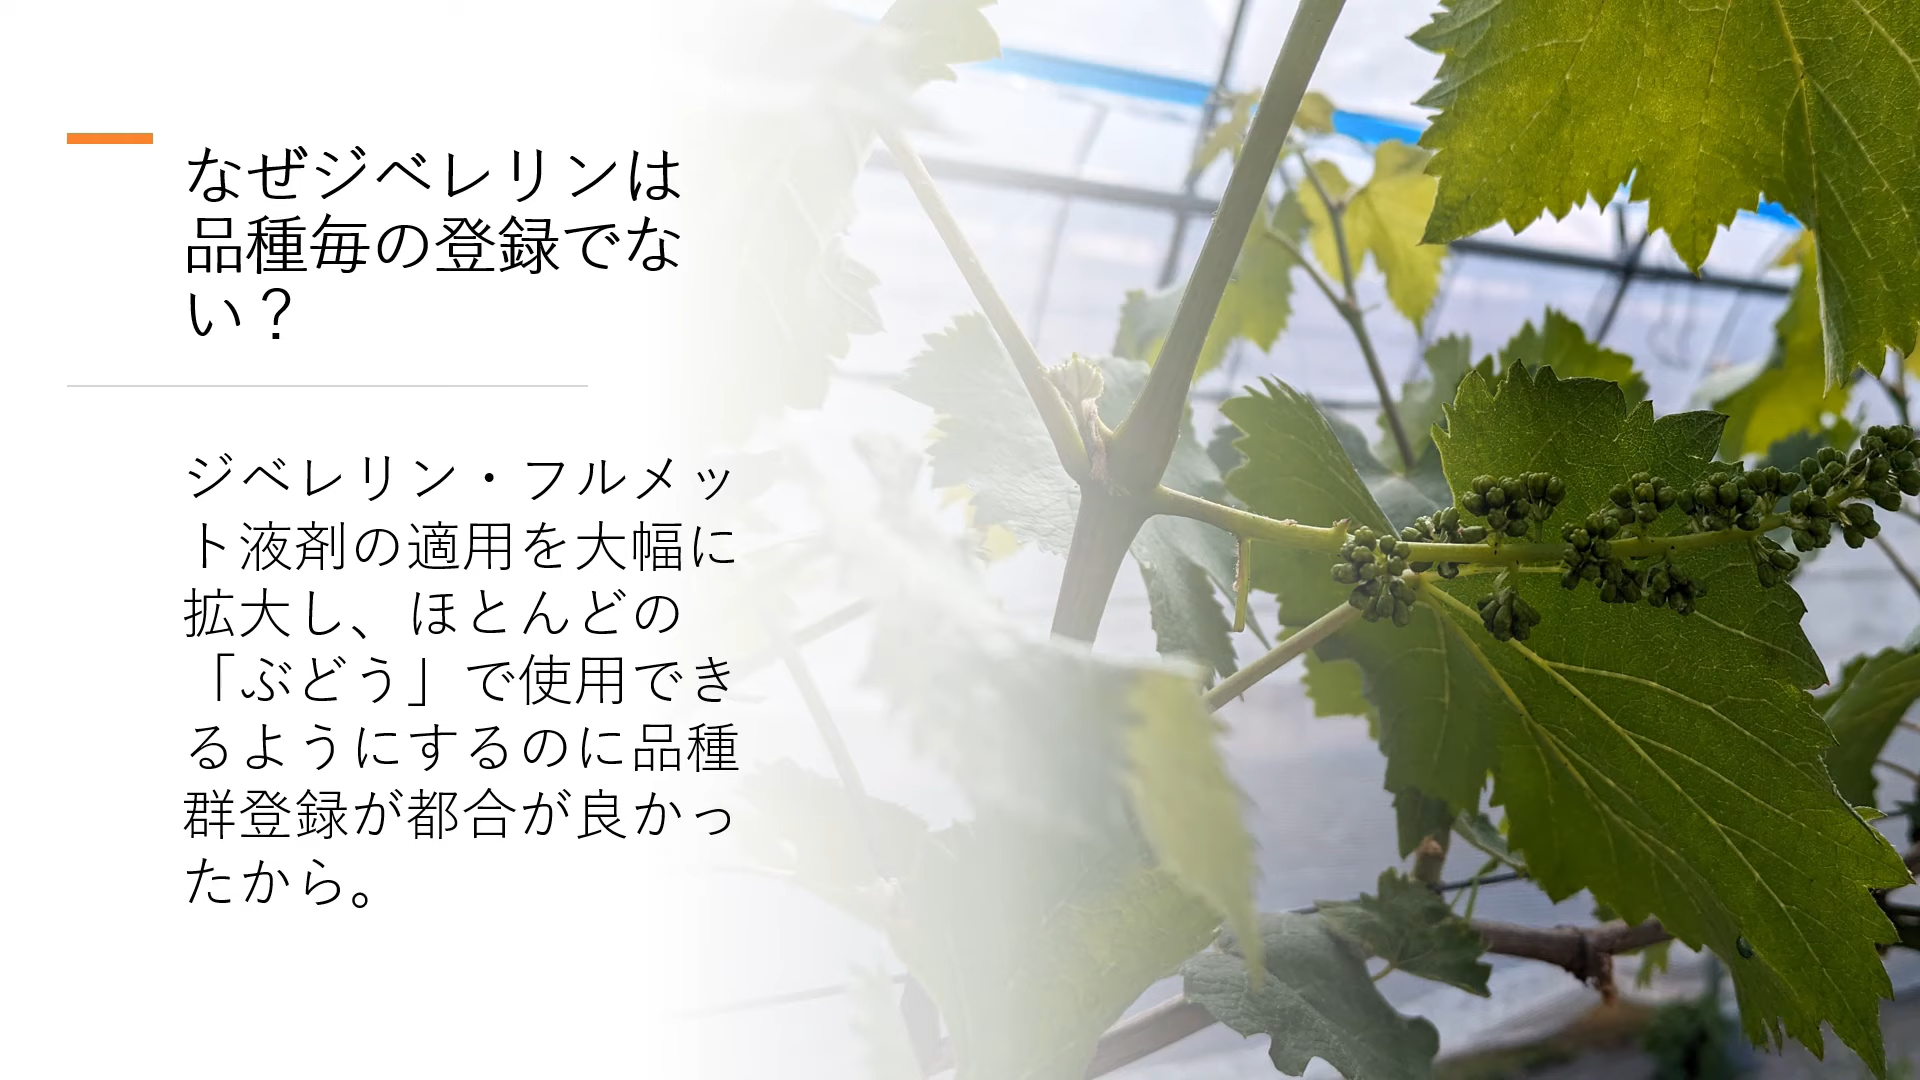 なぜジベレリンは
品種毎の登録でな
い？
ジベレリン・フルメッ
ト液剤の適用を大幅に
拡大し、ほとんどの
「ぶどう」で使用でき
るようにするのに品種
群登録が都合が良かっ
たから。